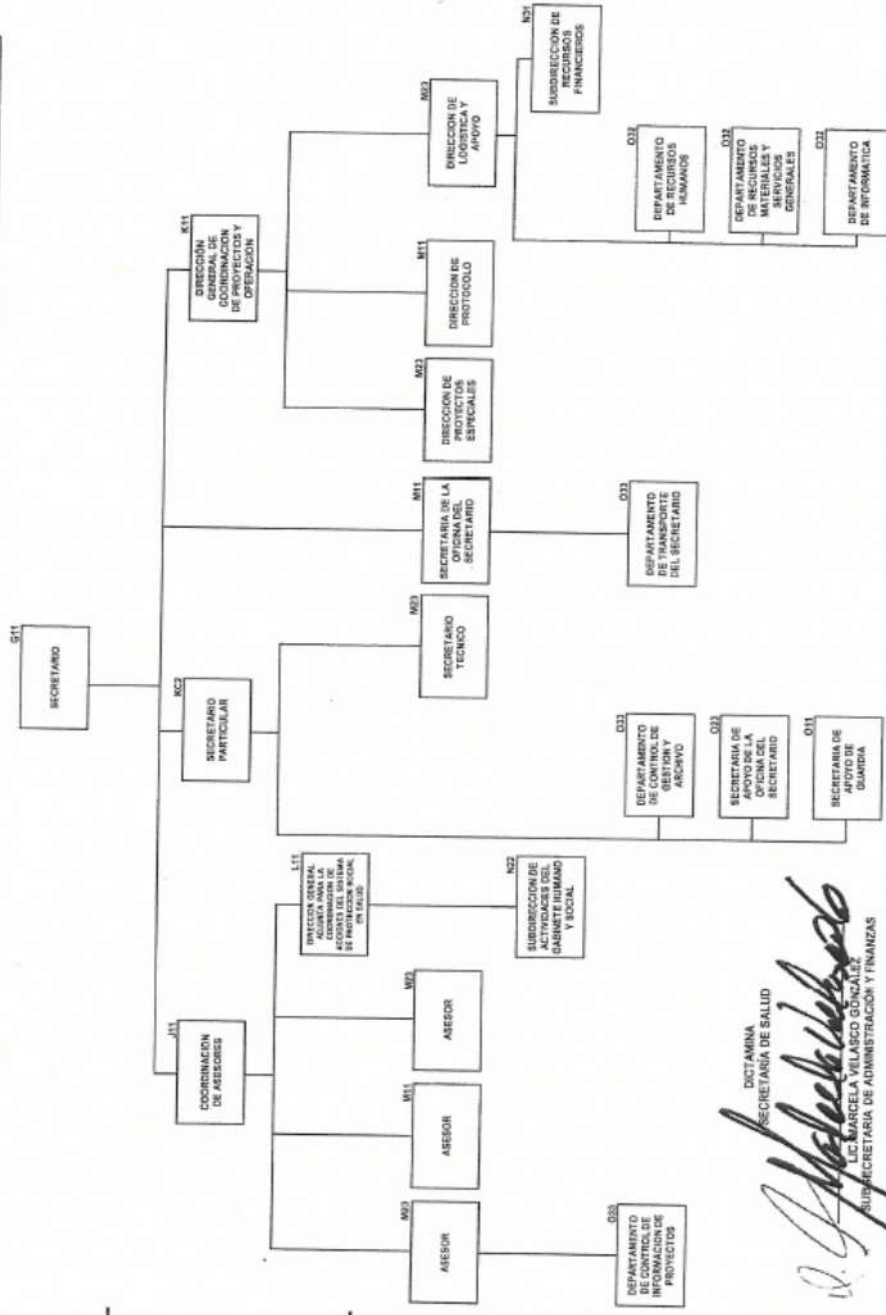 G11
SECRETARIO
J11
COORDINACION
DE ASESORES
KC2
SECRETARIO
PARTICULAR
K11
DIRECCIÓN
GENERAL DE
COORDINACION
DE PROYECTOS Y
OPERACION
L11
DIRECCION GENERAL
ADJUNTA PARA LA
COORDINACION DE
ACCIONES DEL SISTEMA
DE PROTECCION SOCIAL
EN SALUD
M23
ASESOR
M11
ASESOR
M23
ASESOR
M23
SECRETARIO
TECNICO
M11
SECRETARIA DE LA
OFICINA DEL
SECRETARIO
M23
DIRECCION DE
PROYECTOS
ESPECIALES
M11
DIRECCION DE
PROTOCOLO
M23
DIRECCION DE
LOGISTICA Y
APOYO
N22
SUBDIRECCION DE
ACTIVIDADES DEL
GABINETE HUMANO
Y SOCIAL
N31
SUBDIRECCION DE
RECURSOS
FINANCIEROS
O33
DEPARTAMENTO
DE CONTROL DE
INFORMACION DE
PROYECTOS
O33
DEPARTAMENTO
DE CONTROL DE
GESTION Y
ARCHIVO
O23
SECRETARIA DE
APOYO DE LA
OFICINA DEL
SECRETARIO
O11
SECRETARIA DE
APOYO DE
GUARDIA
O33
DEPARTAMENTO
DE TRANSPORTE
DEL SECRETARIO
O32
DEPARTAMENTO
DE RECURSOS
HUMANOS
O32
DEPARTAMENTO
DE RECURSOS
MATERIALES Y
SERVICIOS
GENERALES
O32
DEPARTAMENTO
DE INFORMATICA
DICTAMINA
SECRETARÍA DE SALUD
LIC. MARCELA VELASCO GONZÁLEZ
SUBSECRETARIA DE ADMINISTRACIÓN Y FINANZAS